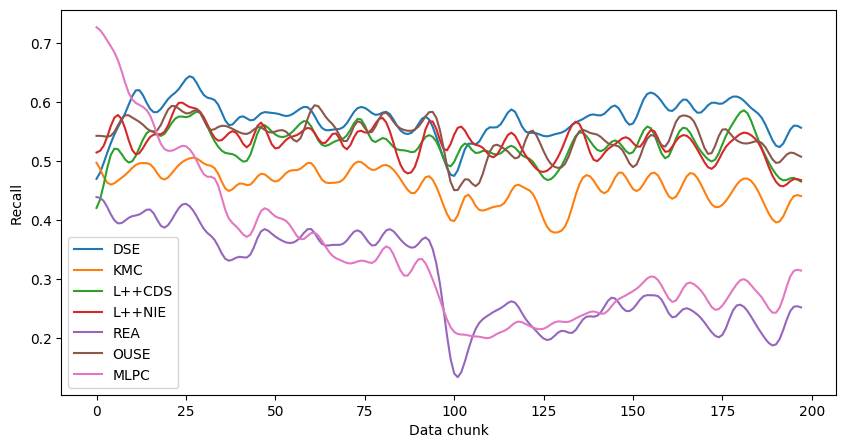 Recall
0.7
0.6
0.5
0.4
0.3
0.2
DSE
KMC
L++CDS
L++NIE
REA
OUSE
MLPC
0 25 50 75 100 125 150 175 200
Data chunk